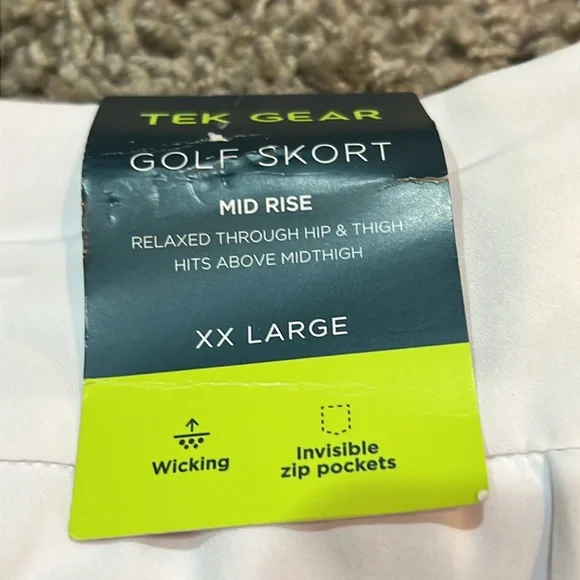 TEK GEAR
GOLF SKORT
MID RISE
RELAXED THROUGH HIP & THIGH
HITS ABOVE MIDTHIGH
XX LARGE
Wicking
Invisible
zip pockets